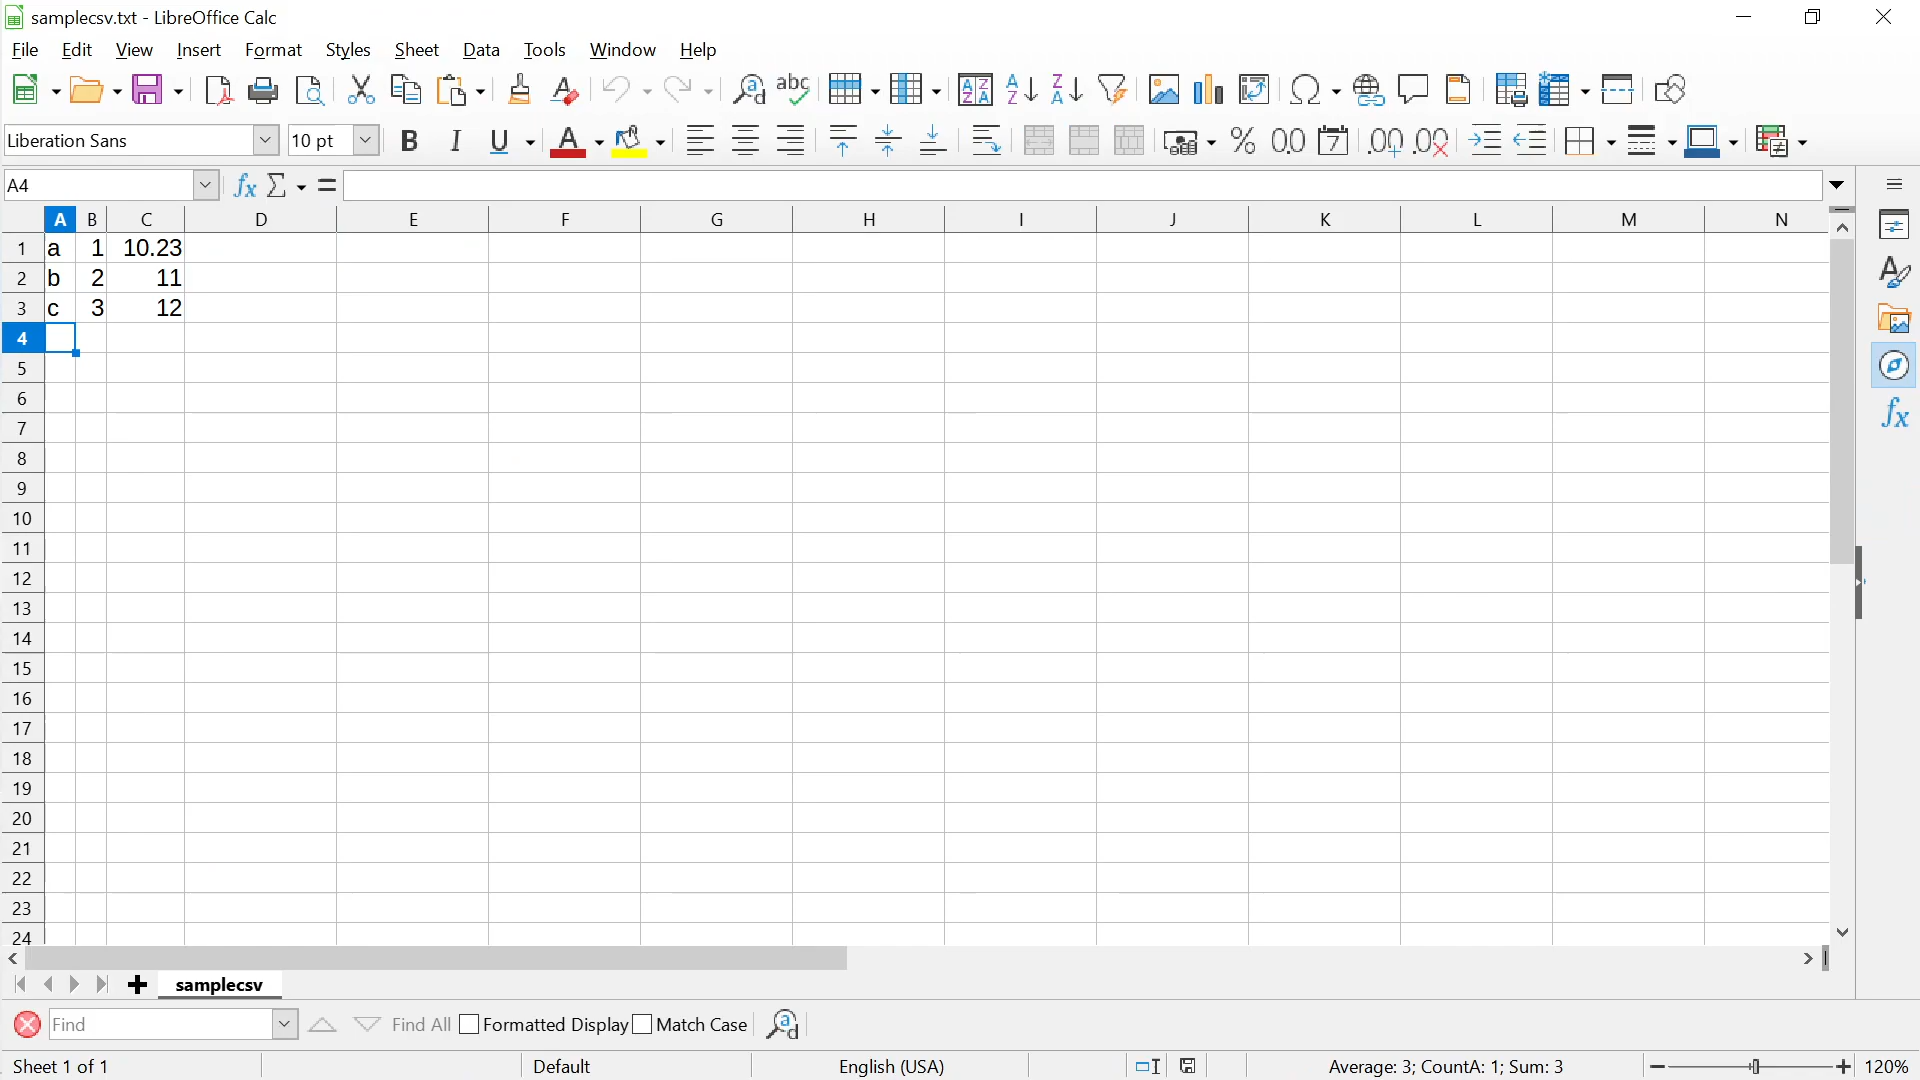 samplecsv.txt - LibreOffice Calc
File Edit View Insert Format Styles Sheet Data Tools Window Help
Liberation Sans 10 pt
A4
A B C D E F G H I J K L M N
1 a 1 10.23
2 b 2 11
3 c 3 12
4
5
6
7
8
9
10
11
12
13
14
15
16
17
18
19
20
21
22
23
24
samplecsv
Find Find All Formatted Display Match Case
Sheet 1 of 1 Default English (USA) Average: 3; CountA: 1; Sum: 3 120%